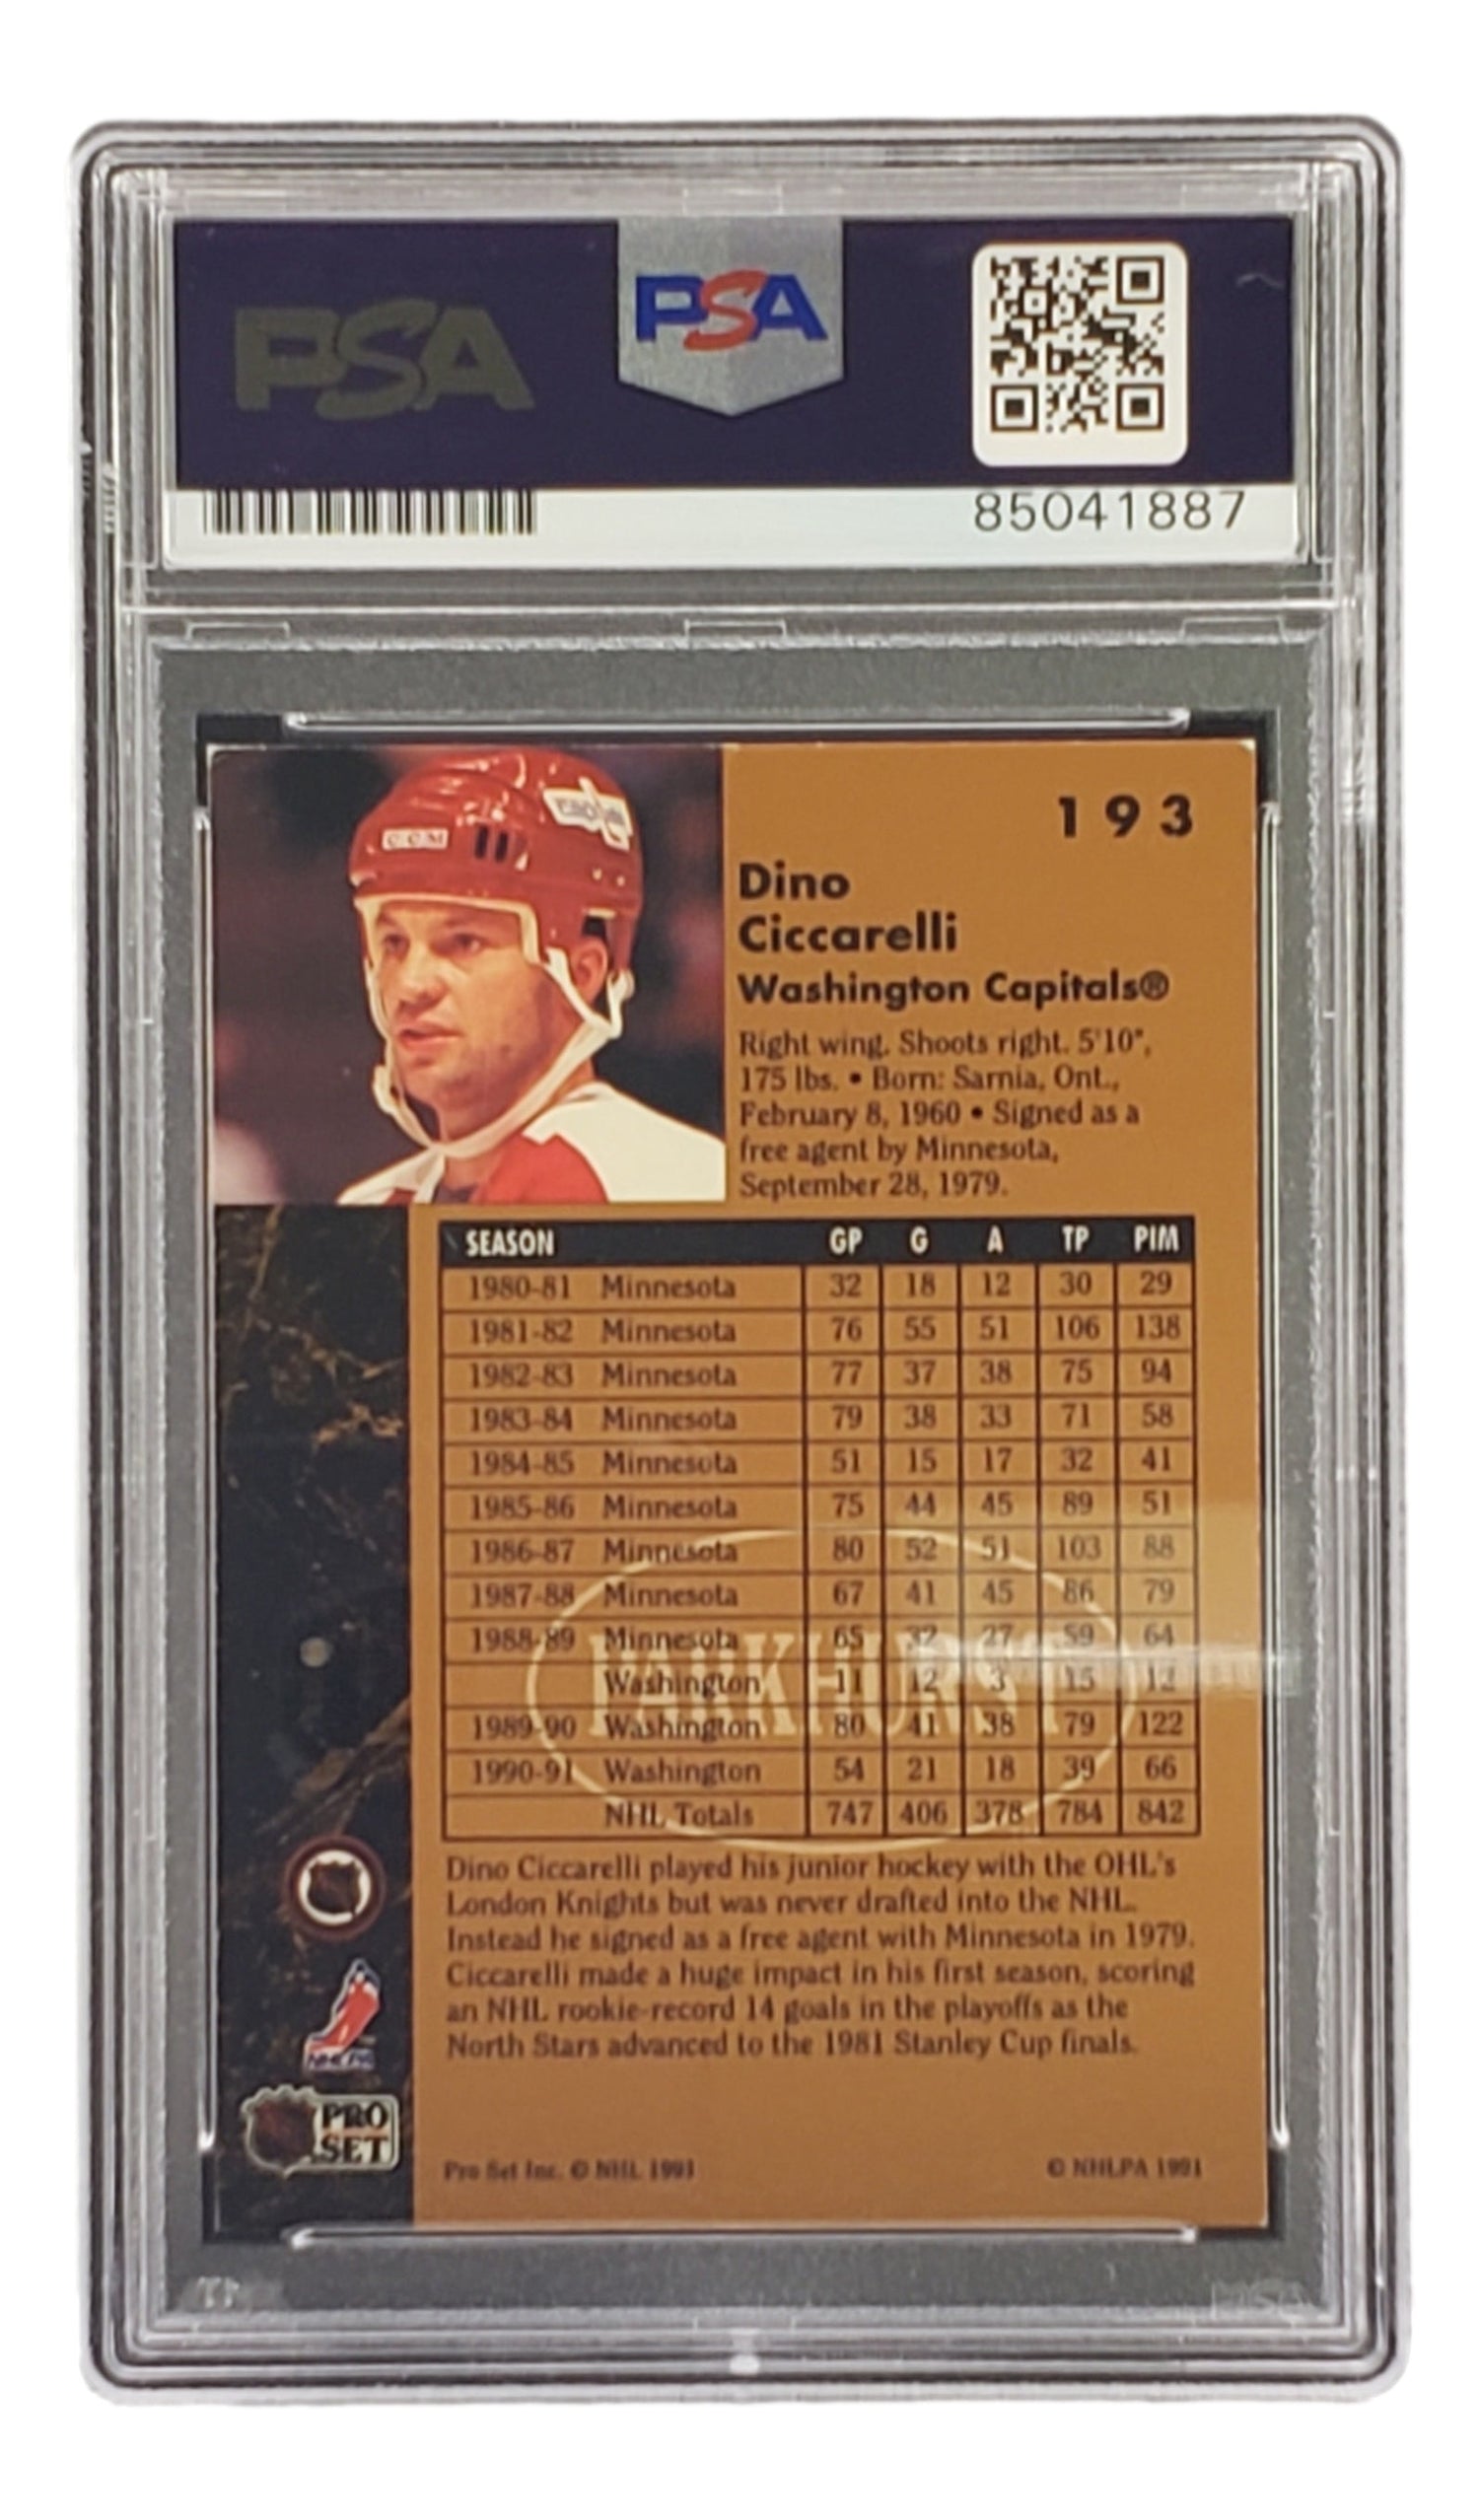 PSA
PSA
85041887
CCM
193
Dino
Ciccarelli
Washington Capitals®
Right wing. Shoots right. 5'10",
175 lbs. • Born: Sarnia, Ont.,
February 8, 1960 • Signed as a
free agent by Minnesota,
September 28, 1979.
SEASON GP G A TP PIM
1980-81 Minnesota 32 18 12 30 29
1981-82 Minnesota 76 55 51 106 138
1982-83 Minnesota 77 37 38 75 94
1983-84 Minnesota 79 38 33 71 58
1984-85 Minnesota 51 15 17 32 41
1985-86 Minnesota 75 44 45 89 51
1986-87 Minnesota 80 52 51 103 88
1987-88 Minnesota 67 41 45 86 79
1988-89 Minnesota 65 32 27 59 64
Washington 11 12 3 15 12
1989-90 Washington 80 41 38 79 122
1990-91 Washington 54 21 18 39 66
NHL Totals 747 406 378 784 842
PARKHURST
Dino Ciccarelli played his junior hockey with the OHL's
London Knights but was never drafted into the NHL.
Instead he signed as a free agent with Minnesota in 1979.
Ciccarelli made a huge impact in his first season, scoring
an NHL rookie-record 14 goals in the playoffs as the
North Stars advanced to the 1981 Stanley Cup finals.
NHLPA
PRO
SET
Pro Set Inc. © NHL 1991
© NHLPA 1991